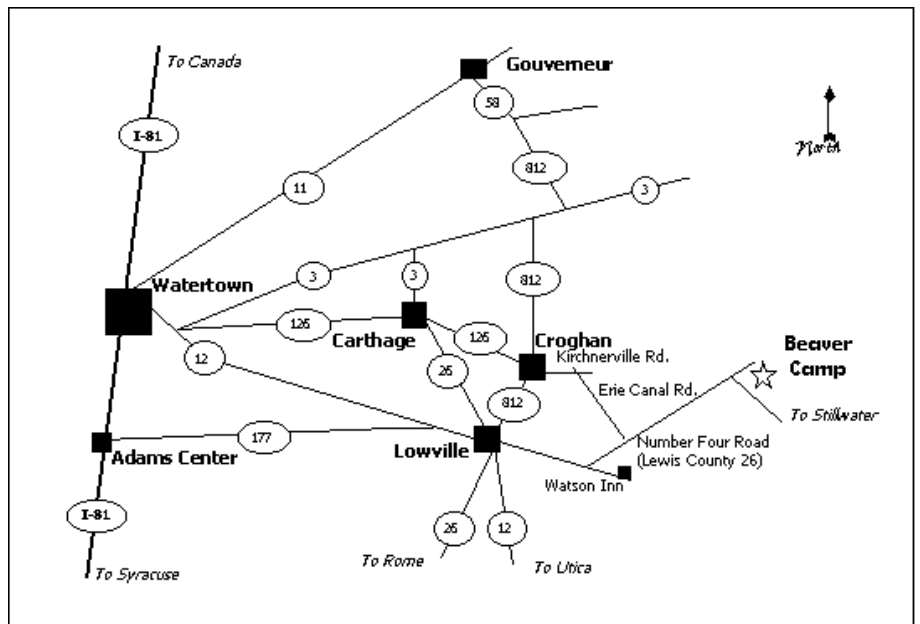 To Canada
Gouverneur
58
I-81
North
812
11
3
3
3
812
Watertown
126
Carthage
126
Croghan
Kirchnerville Rd.
Beaver
Camp
12
26
Erie Canal Rd.
812
To Stillwater
177
Adams Center
Lowville
Number Four Road
(Lewis County 26)
Watson Inn
I-81
26
12
To Rome
To Utica
To Syracuse